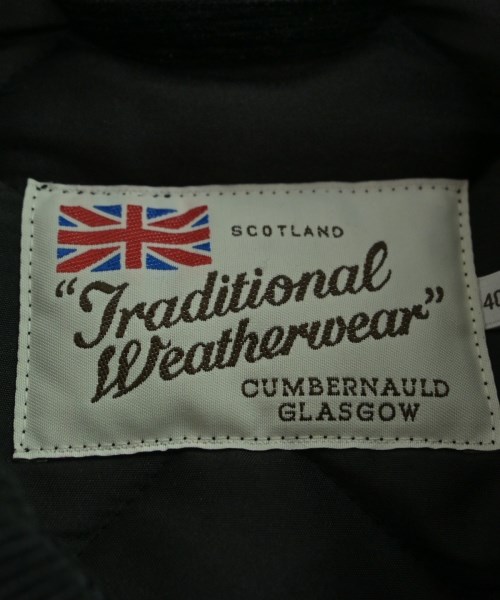 SCOTLAND
"Traditional
Weatherwear"
CUMBERNAULD
GLASGOW
40